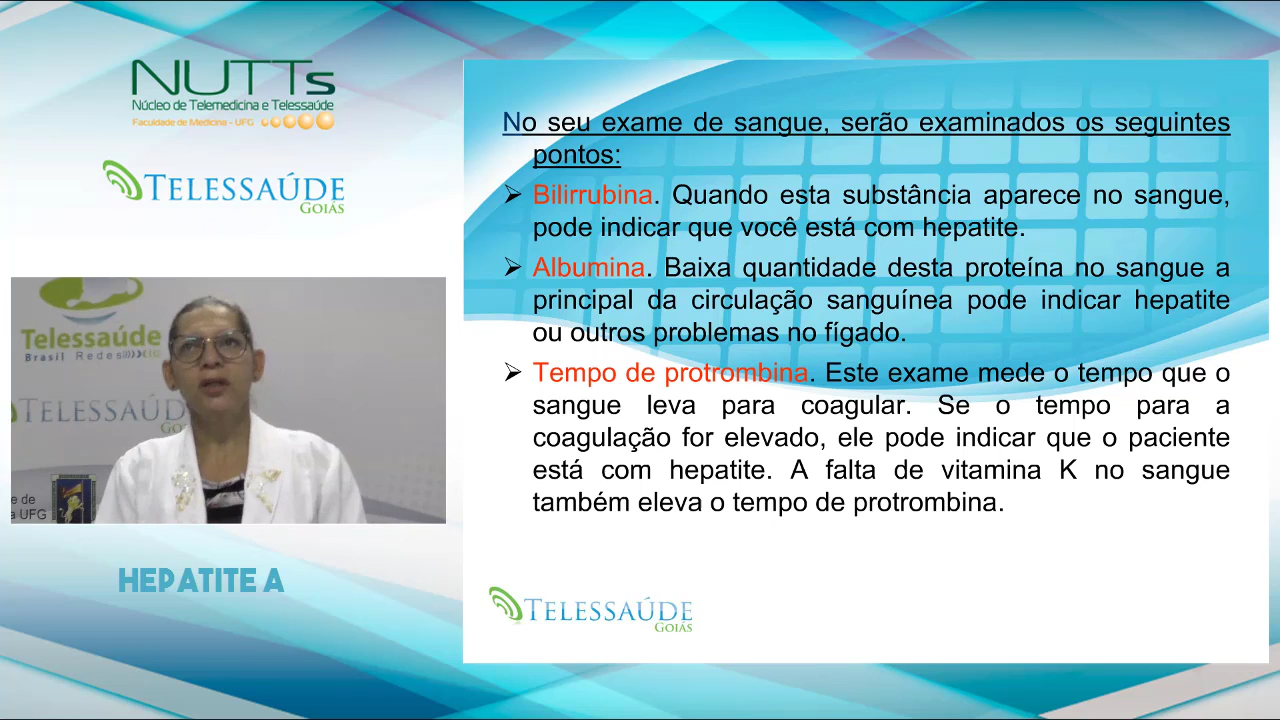 NUTTs
Núcleo de Telemedicina e Telessaúde
Faculdade de Medicina - UFG
TELESSAÚDE
GOIÁS
Telessaúde
Brasil Redes
TELESSAÚD
GO
e de
a UFG
HEPATITE A
No seu exame de sangue, serão examinados os seguintes
pontos:
➢ Bilirrubina. Quando esta substância aparece no sangue,
pode indicar que você está com hepatite.
➢ Albumina. Baixa quantidade desta proteína no sangue a
principal da circulação sanguínea pode indicar hepatite
ou outros problemas no fígado.
➢ Tempo de protrombina. Este exame mede o tempo que o
sangue leva para coagular. Se o tempo para a
coagulação for elevado, ele pode indicar que o paciente
está com hepatite. A falta de vitamina K no sangue
também eleva o tempo de protrombina.
TELESSAÚDE
GOIÁS